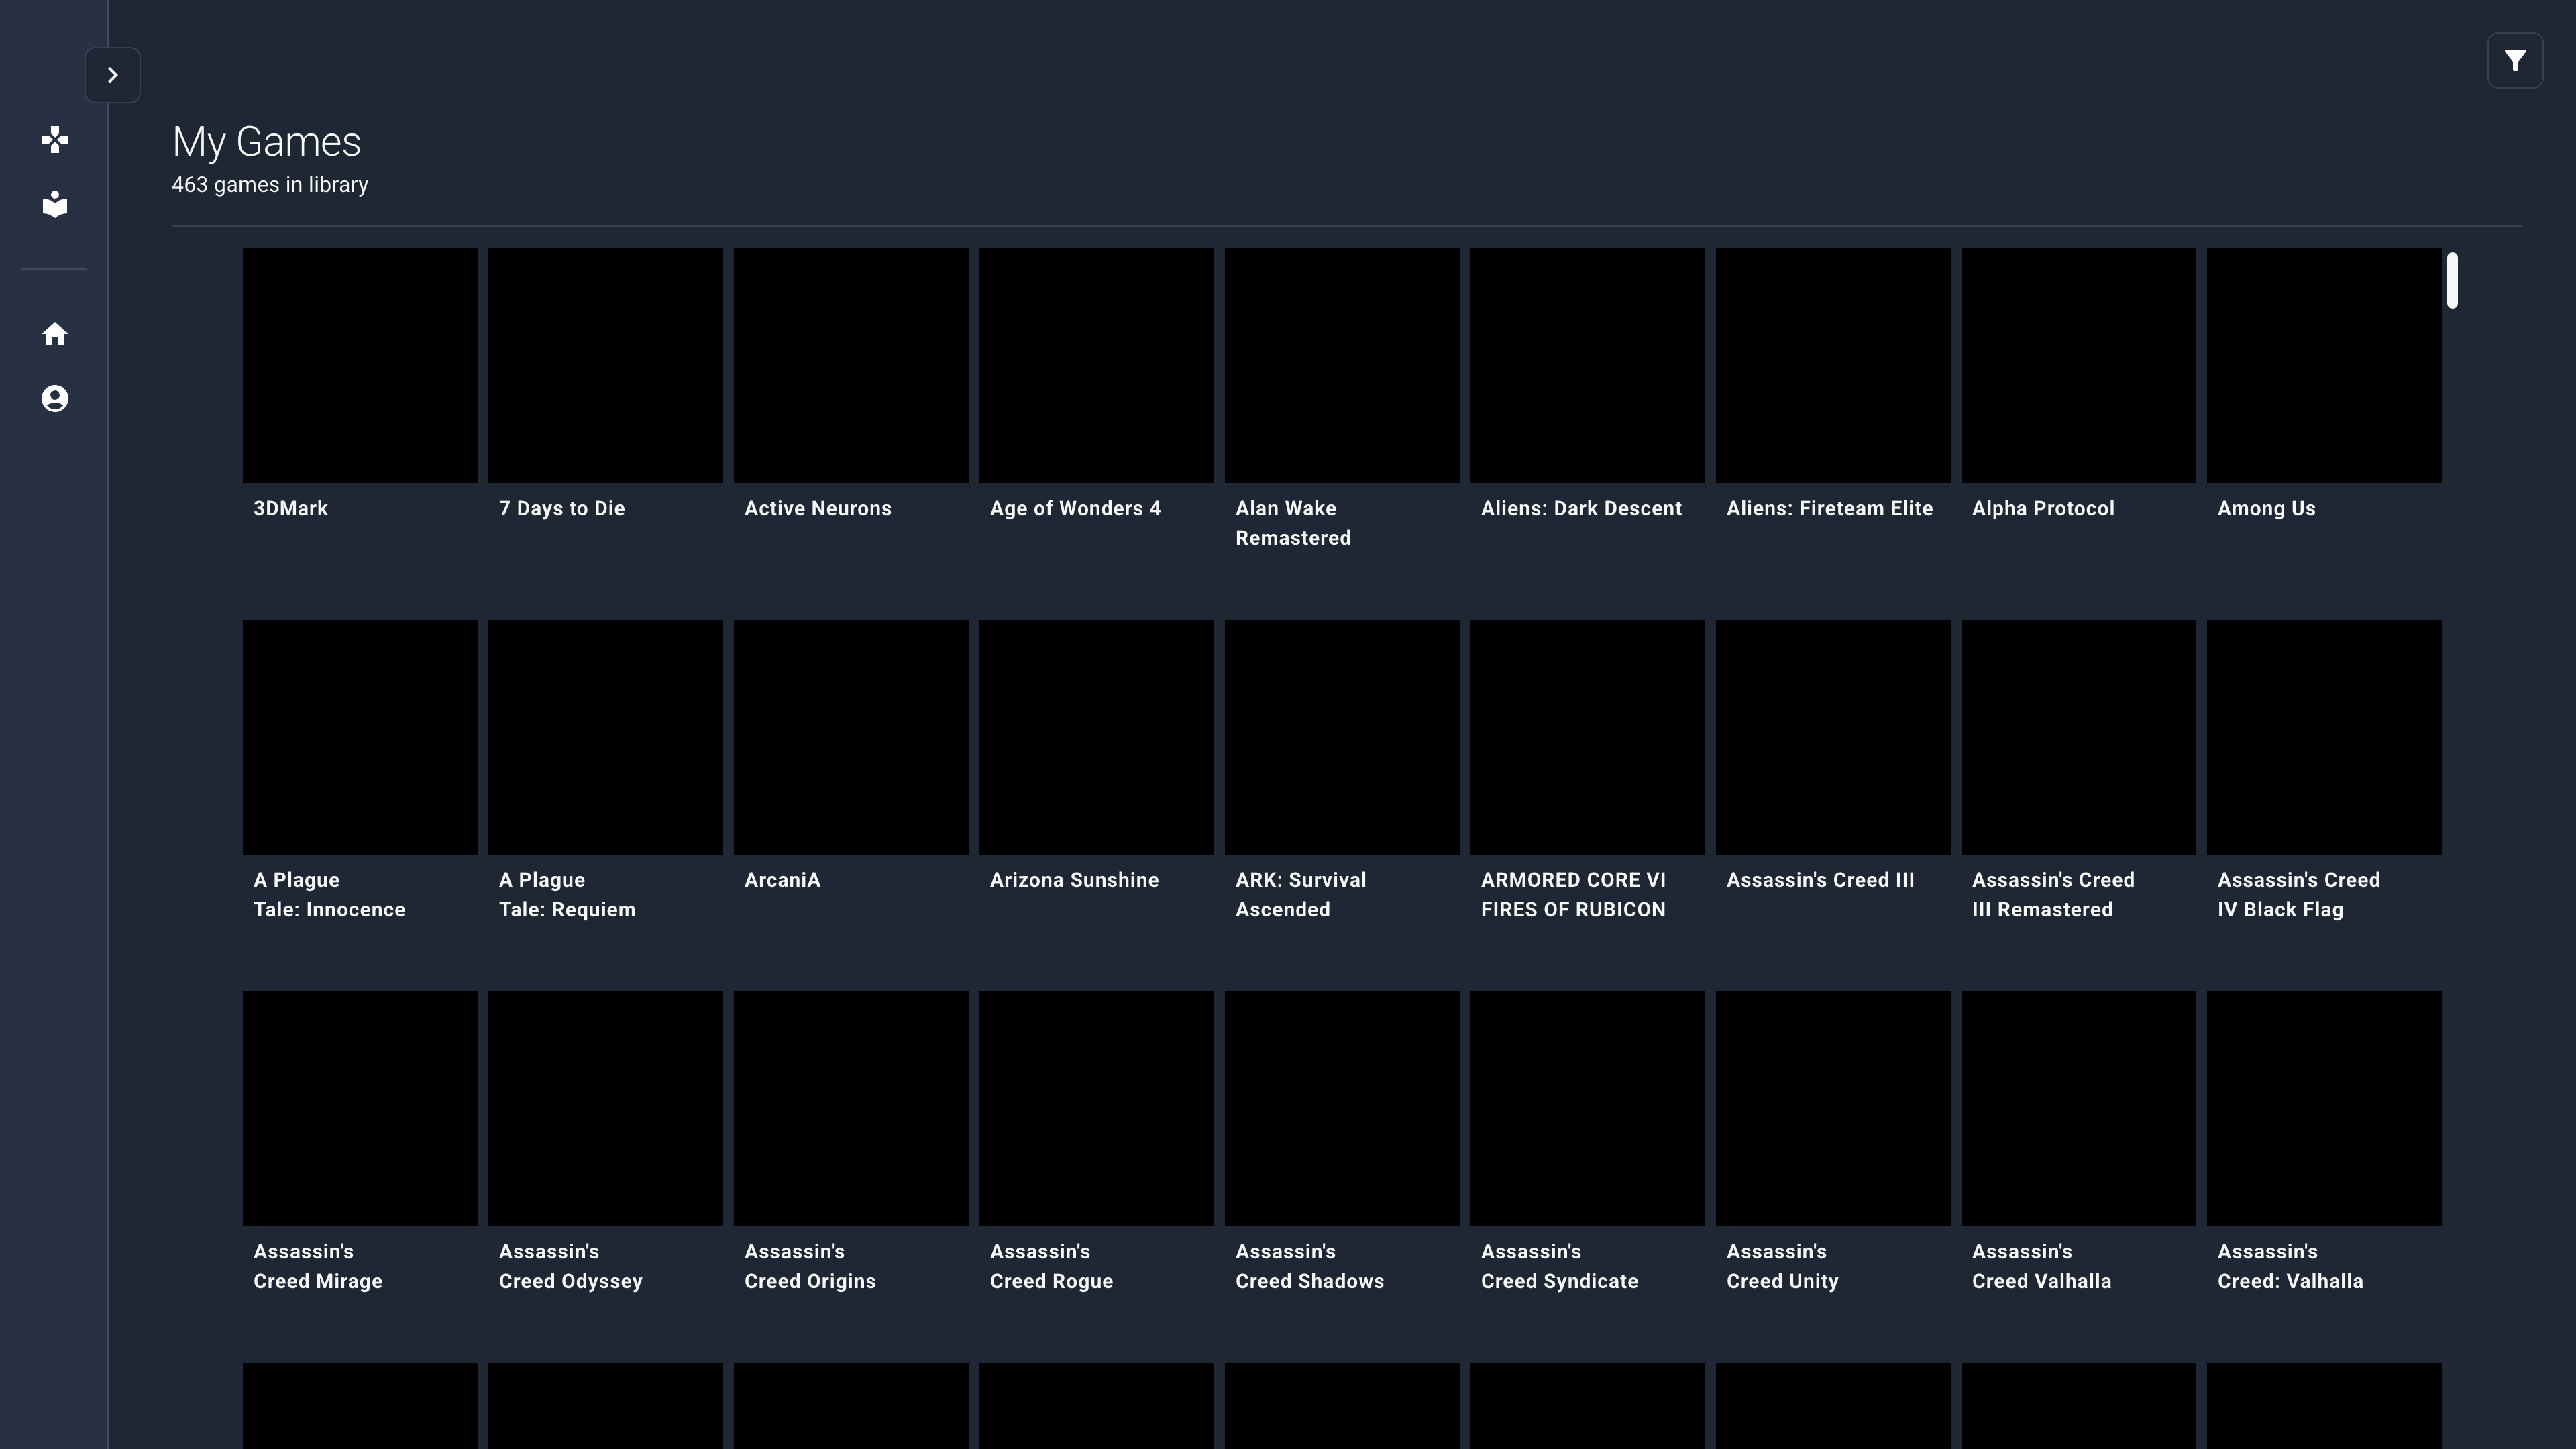 My Games
463 games in library
3DMark
7 Days to Die
Active Neurons
Age of Wonders 4
Alan Wake
Remastered
Aliens: Dark Descent
Aliens: Fireteam Elite
Alpha Protocol
Among Us
A Plague
Tale: Innocence
A Plague
Tale: Requiem
ArcaniA
Arizona Sunshine
ARK: Survival
Ascended
ARMORED CORE VI
FIRES OF RUBICON
Assassin's Creed III
Assassin's Creed
III Remastered
Assassin's Creed
IV Black Flag
Assassin's
Creed Mirage
Assassin's
Creed Odyssey
Assassin's
Creed Origins
Assassin's
Creed Rogue
Assassin's
Creed Shadows
Assassin's
Creed Syndicate
Assassin's
Creed Unity
Assassin's
Creed Valhalla
Assassin's
Creed: Valhalla